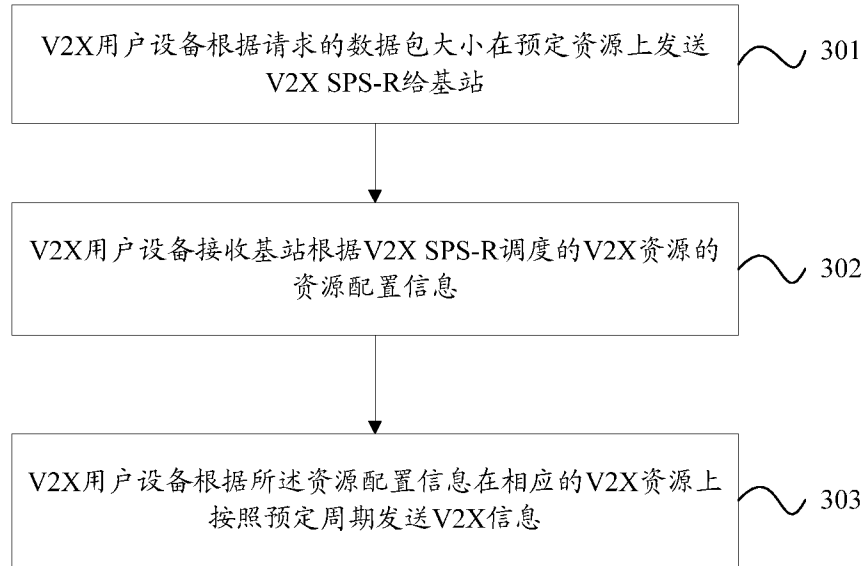 V2X用户设备根据请求的数据包大小在预定资源上发送
V2X SPS-R给基站
301
V2X用户设备接收基站根据V2X SPS-R调度的V2X资源的
资源配置信息
302
V2X用户设备根据所述资源配置信息在相应的V2X资源上
按照预定周期发送V2X信息
303